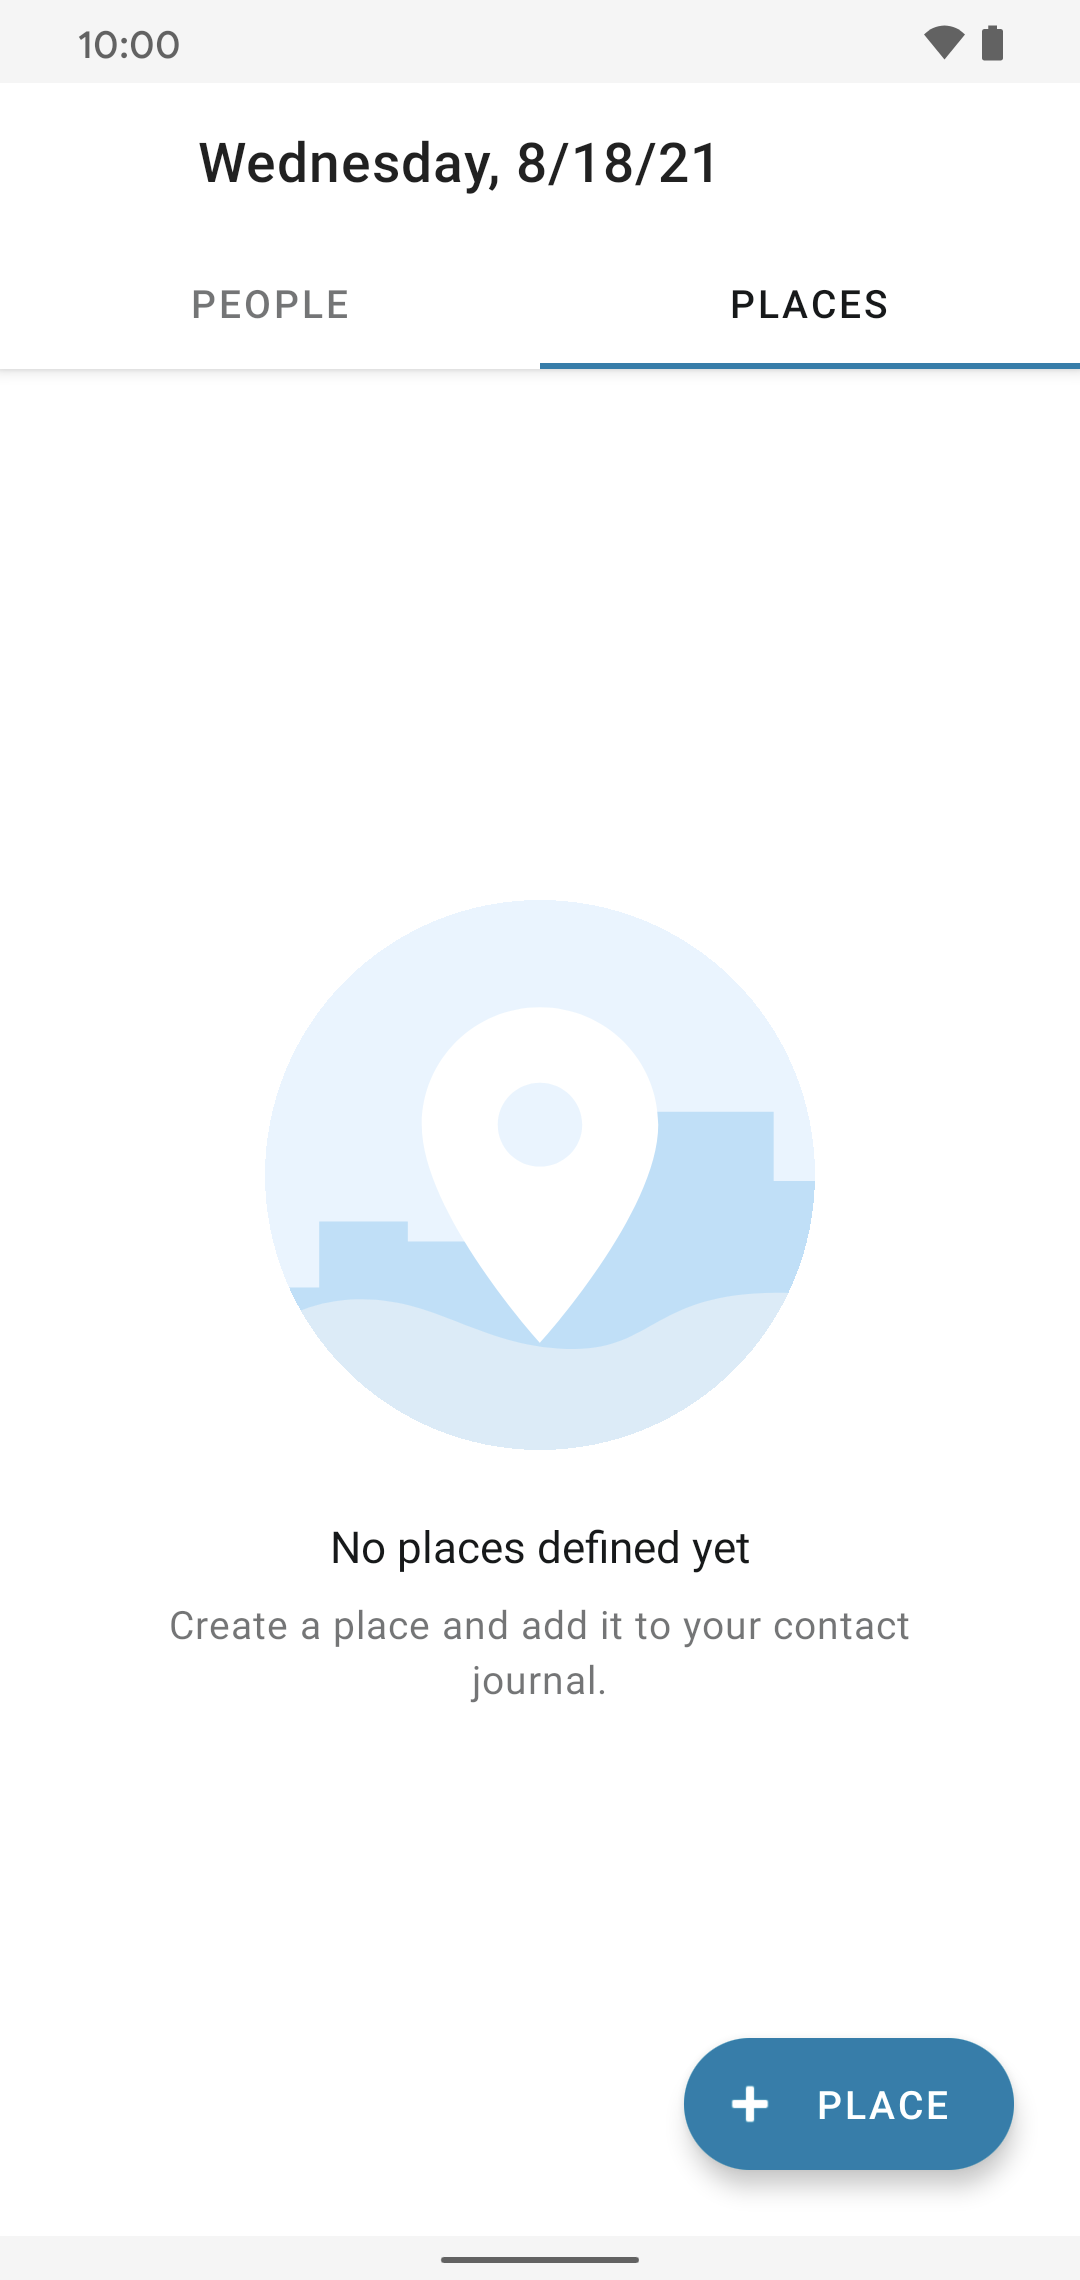 10:00
Wednesday, 8/18/21
PEOPLE
PLACES
No places defined yet
Create a place and add it to your contact
journal.
PLACE